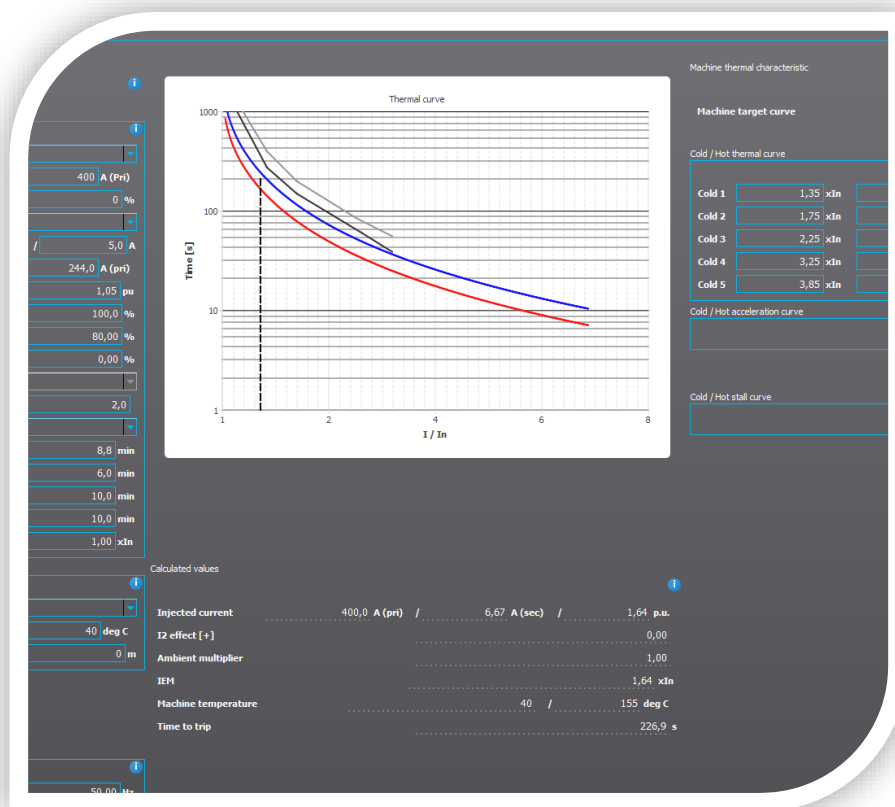 Machine thermal characteristic
Machine target curve
Cold / Hot thermal curve
Cold 1 1,35 xIn
Cold 2 1,75 xIn
Cold 3 2,25 xIn
Cold 4 3,25 xIn
Cold 5 3,85 xIn
Cold / Hot acceleration curve
Cold / Hot stall curve
400 A (Pri)
0 %
/ 5,0 A
244,0 A (pri)
1,05 pu
100,0 %
80,00 %
0,00 %
2,0
8,8 min
6,0 min
10,0 min
10,0 min
1,00 xIn
40 deg C
0 m
Thermal curve
Time [s]
1000
100
10
1
1 2 4 6 8
I / In
Calculated values
Injected current 400,0 A (pri) / 6,67 A (sec) / 1,64 p.u.
I2 effect [+] 0,00
Ambient multiplier 1,00
IEM 1,64 xIn
Machine temperature 40 / 155 deg C
Time to trip 226,9 s
50,00 Hz